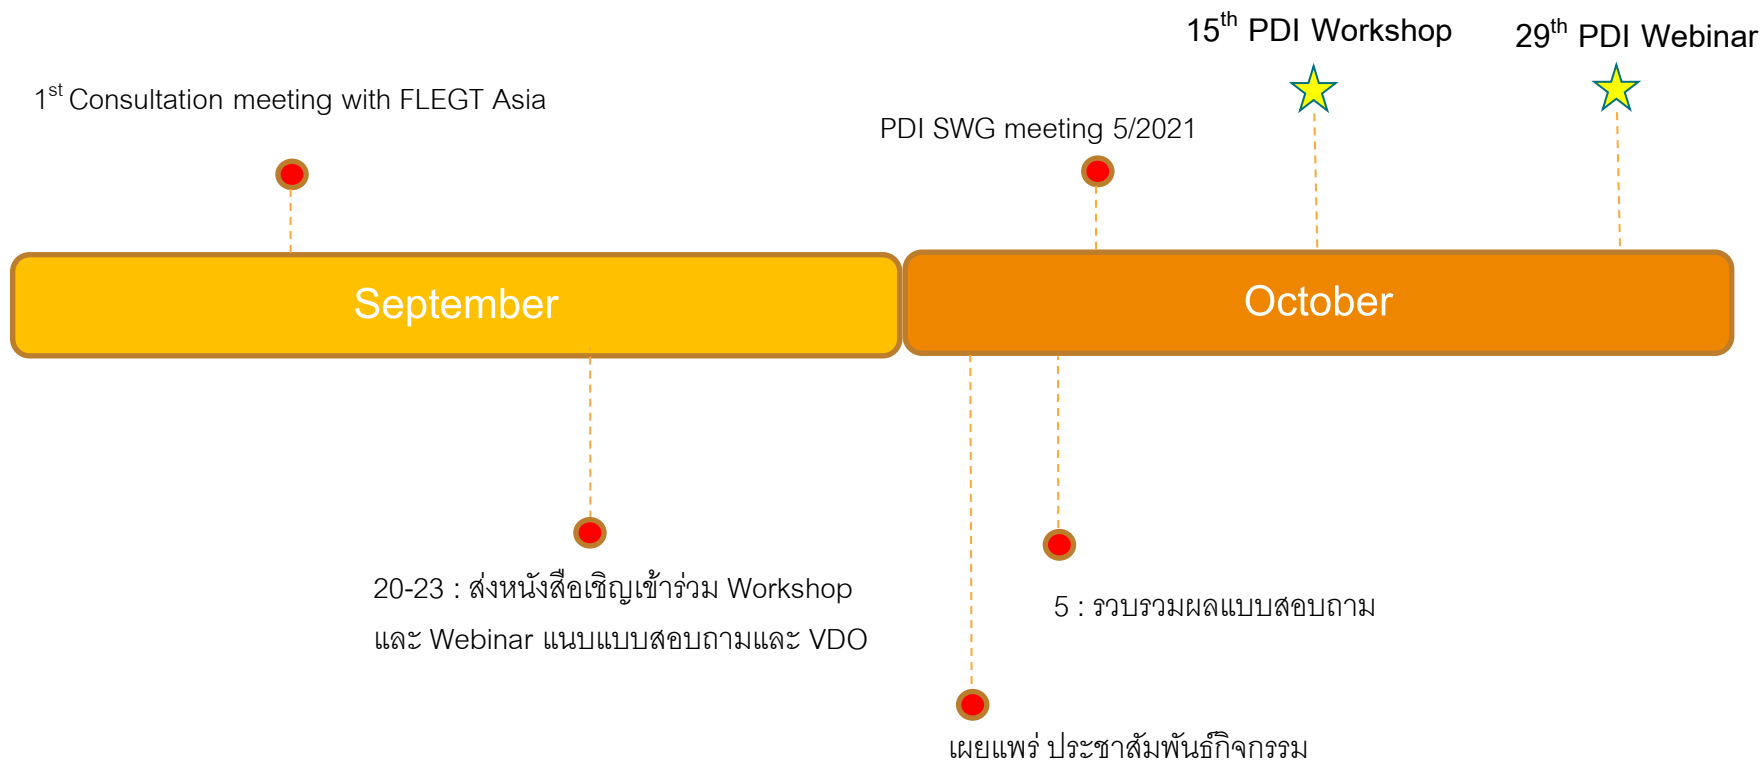 15th PDI Workshop
29th PDI Webinar
1st Consultation meeting with FLEGT Asia
PDI SWG meeting 5/2021
September
October
20-23 : ส่งหนังสือเชิญเข้าร่วม Workshop
และ Webinar แนบแบบสอบถามและ VDO
5 : รวบรวมผลแบบสอบถาม
เผยแพร่ ประชาสัมพันธ์กิจกรรม